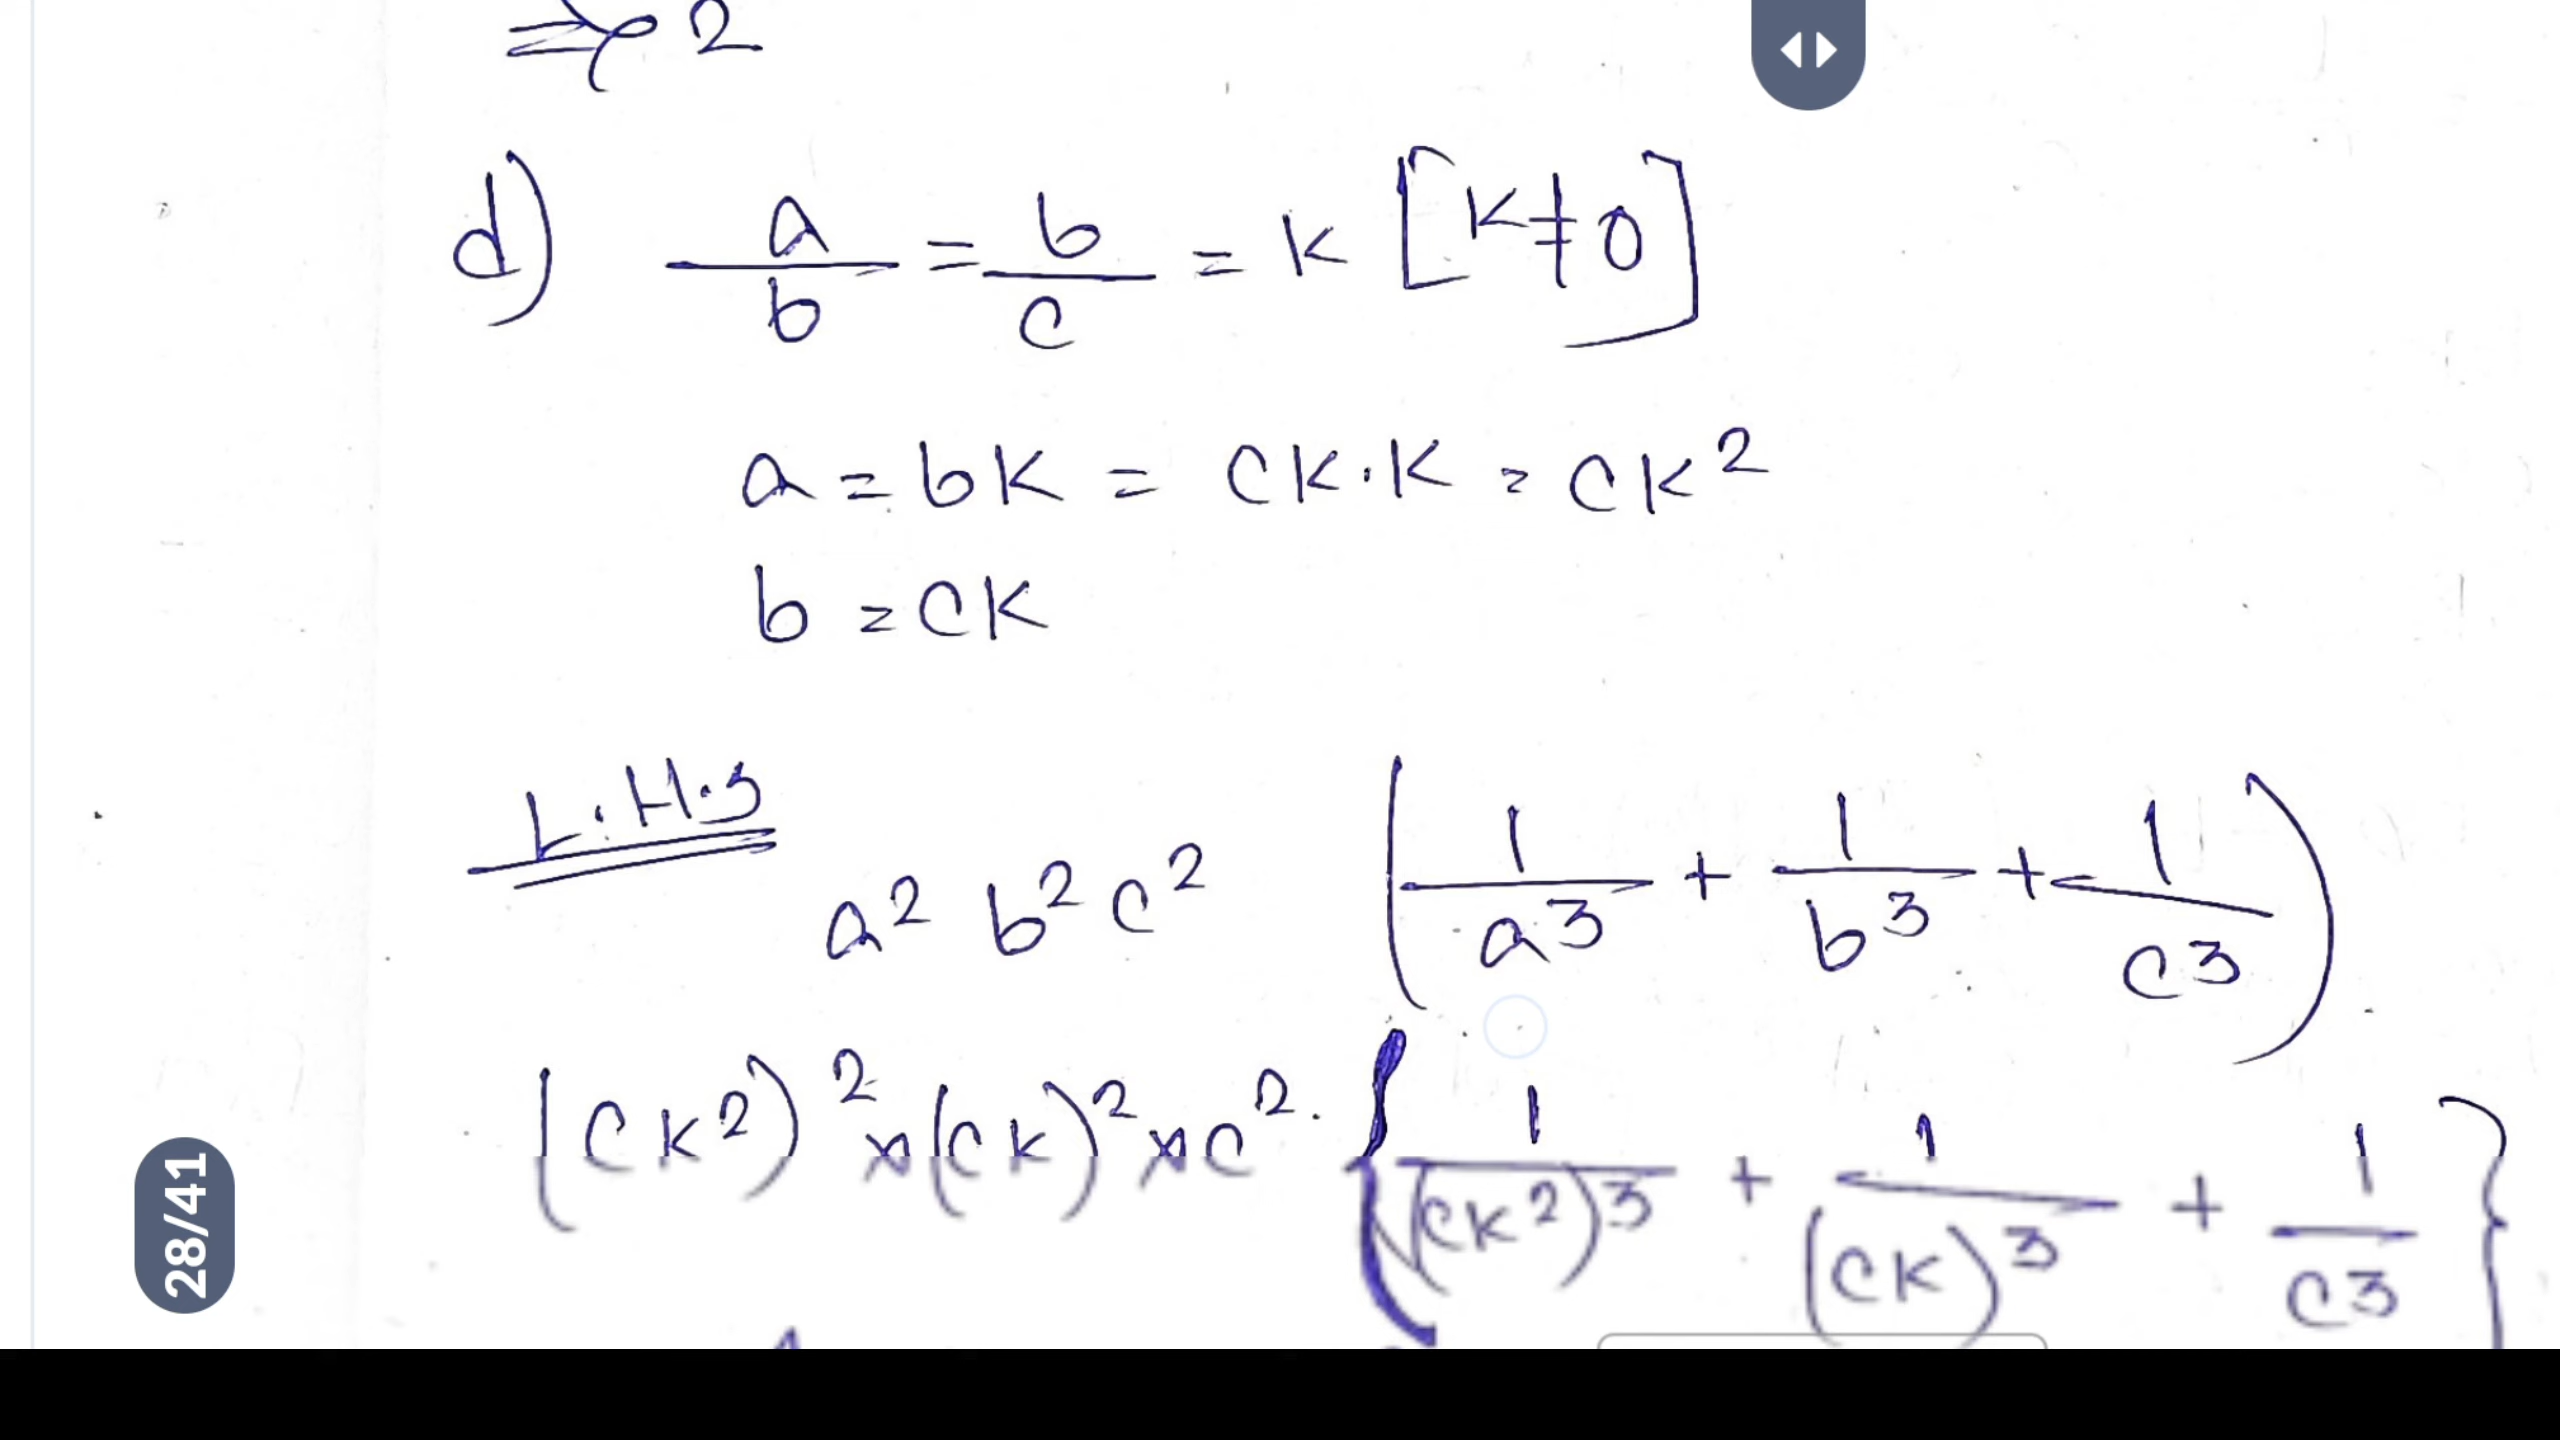 ⇒ 2
d) a/b = b/c = k [k≠0]
a = bk = ck.k = ck²
b = ck
L.H.S
a² b² c² (1/a³ + 1/b³ + 1/c³)
(ck²)² × (ck)² × c². {1/(ck²)³ + 1/(ck)³ + 1/c³}
28/41